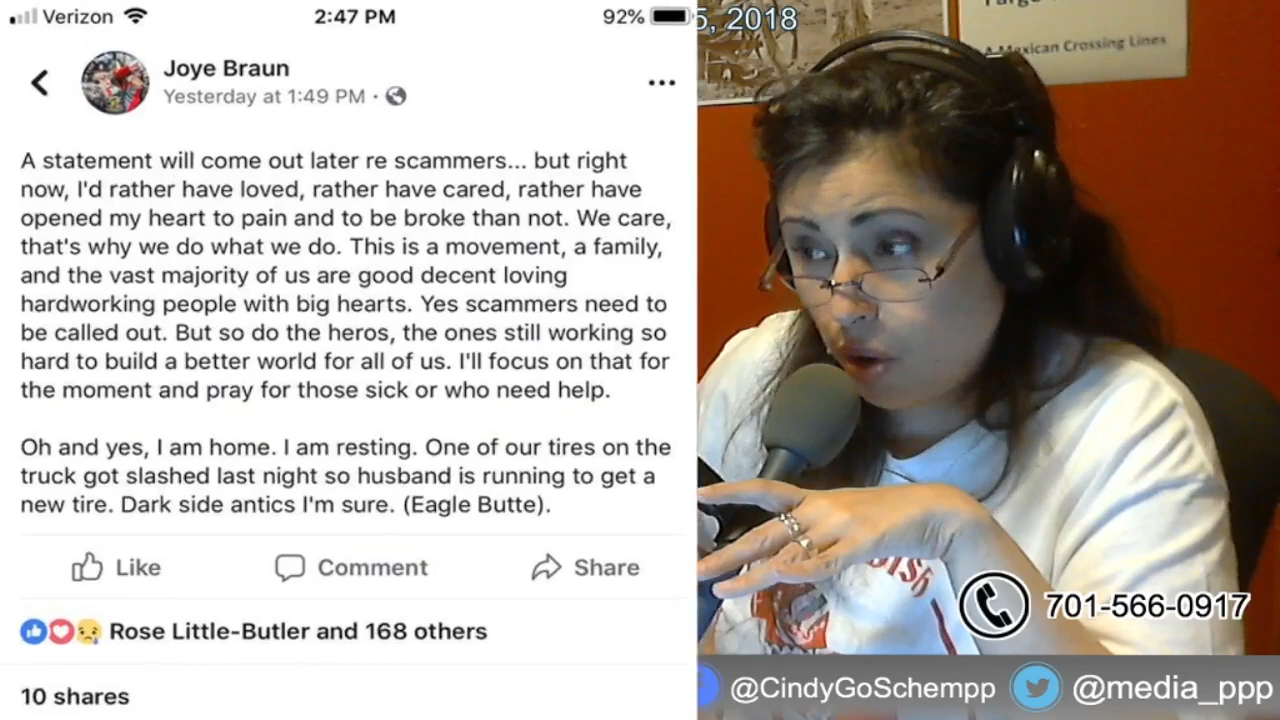 Verizon
2:47 PM
92%
Joye Braun
Yesterday at 1:49 PM ·
A statement will come out later re scammers... but right
now, I'd rather have loved, rather have cared, rather have
opened my heart to pain and to be broke than not. We care,
that's why we do what we do. This is a movement, a family,
and the vast majority of us are good decent loving
hardworking people with big hearts. Yes scammers need to
be called out. But so do the heros, the ones still working so
hard to build a better world for all of us. I'll focus on that for
the moment and pray for those sick or who need help.
Oh and yes, I am home. I am resting. One of our tires on the
truck got slashed last night so husband is running to get a
new tire. Dark side antics I'm sure. (Eagle Butte).
Like
Comment
Share
Rose Little-Butler and 168 others
10 shares
5, 2018
A Mexican Crossing Lines
701-566-0917
@CindyGoSchempp
@media_ppp